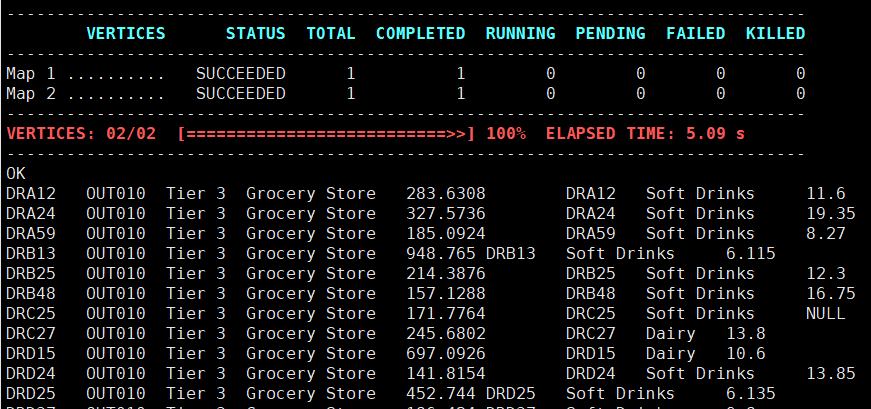 --------------------------------------------------------------------------------
VERTICES STATUS TOTAL COMPLETED RUNNING PENDING FAILED KILLED
--------------------------------------------------------------------------------
Map 1 .......... SUCCEEDED 1 1 0 0 0 0
Map 2 .......... SUCCEEDED 1 1 0 0 0 0
--------------------------------------------------------------------------------
VERTICES: 02/02 [==========================>>] 100% ELAPSED TIME: 5.09 s
--------------------------------------------------------------------------------
OK
DRA12 OUT010 Tier 3 Grocery Store 283.6308 DRA12 Soft Drinks 11.6
DRA24 OUT010 Tier 3 Grocery Store 327.5736 DRA24 Soft Drinks 19.35
DRA59 OUT010 Tier 3 Grocery Store 185.0924 DRA59 Soft Drinks 8.27
DRB13 OUT010 Tier 3 Grocery Store 948.765 DRB13 Soft Drinks 6.115
DRB25 OUT010 Tier 3 Grocery Store 214.3876 DRB25 Soft Drinks 12.3
DRB48 OUT010 Tier 3 Grocery Store 157.1288 DRB48 Soft Drinks 16.75
DRC25 OUT010 Tier 3 Grocery Store 171.7764 DRC25 Soft Drinks NULL
DRC27 OUT010 Tier 3 Grocery Store 245.6802 DRC27 Dairy 13.8
DRD15 OUT010 Tier 3 Grocery Store 697.0926 DRD15 Dairy 10.6
DRD24 OUT010 Tier 3 Grocery Store 141.8154 DRD24 Soft Drinks 13.85
DRD25 OUT010 Tier 3 Grocery Store 452.744 DRD25 Soft Drinks 6.135
OUT010 Tier 3 Grocery Store